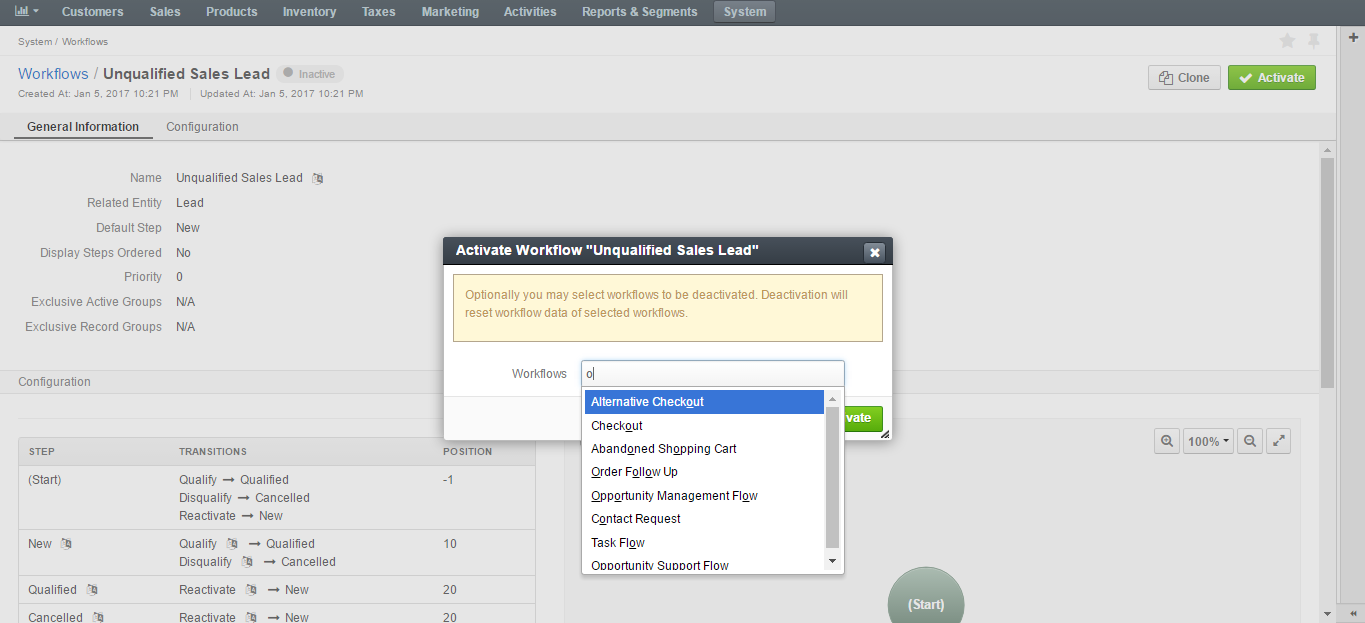 Customers Sales Products Inventory Taxes Marketing Activities Reports & Segments System
System / Workflows
Workflows / Unqualified Sales Lead Inactive
Clone Activate
Created At: Jan 5, 2017 10:21 PM Updated At: Jan 5, 2017 10:21 PM
General Information Configuration
Name Unqualified Sales Lead
Related Entity Lead
Default Step New
Display Steps Ordered No
Priority 0
Exclusive Active Groups N/A
Exclusive Record Groups N/A
Configuration
Activate Workflow "Unqualified Sales Lead"
Optionally you may select workflows to be deactivated. Deactivation will
reset workflow data of selected workflows.
Workflows o
Alternative Checkout
Checkout
Abandoned Shopping Cart
Order Follow Up
Opportunity Management Flow
Contact Request
Task Flow
Opportunity Support Flow
vate
STEP TRANSITIONS POSITION
(Start) Qualify → Qualified -1
Disqualify → Cancelled
Reactivate → New
New Qualify → Qualified 10
Disqualify → Cancelled
Qualified Reactivate → New 20
Cancelled Reactivate → New 20
100%
(Start)